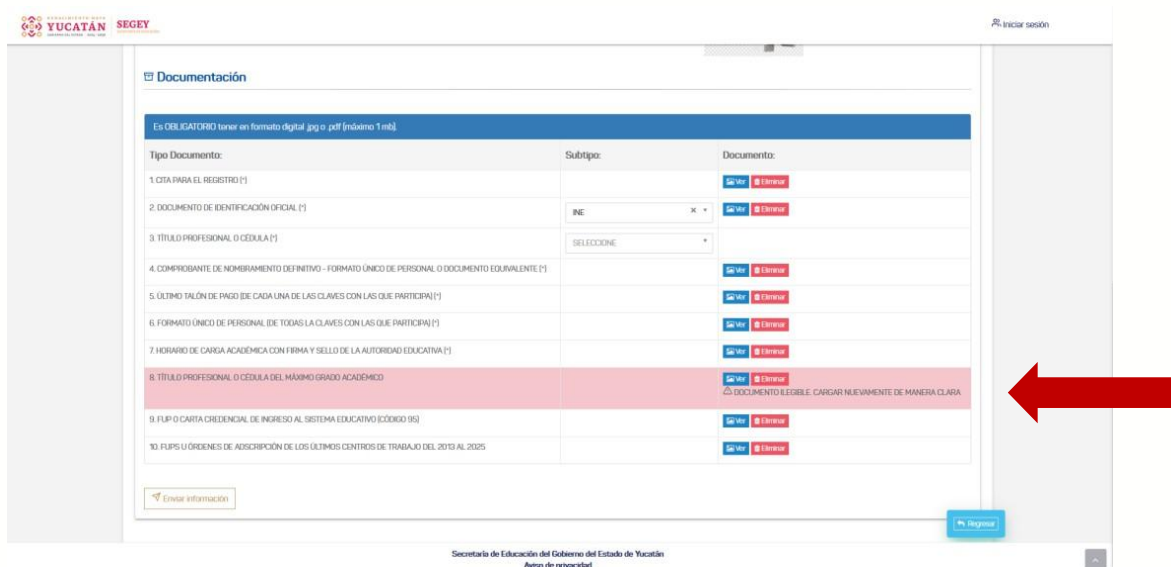 RENACIMIENTO MAYA
YUCATÁN
SEGEY
Iniciar sesión
Documentación
Es OBLIGATORIO tener en formato digital .jpg o .pdf (máximo 1 mb).
Tipo Documento: Subtipo: Documento:
1. CITA PARA EL REGISTRO (*) Ver Eliminar
2. DOCUMENTO DE IDENTIFICACIÓN OFICIAL (*) INE × Ver Eliminar
3. TÍTULO PROFESIONAL O CÉDULA (*) SELECCIONE
4. COMPROBANTE DE NOMBRAMIENTO DEFINITIVO - FORMATO ÚNICO DE PERSONAL O DOCUMENTO EQUIVALENTE (*) Ver Eliminar
5. ÚLTIMO TALÓN DE PAGO (DE CADA UNA DE LAS CLAVES CON LAS QUE PARTICIPA) (*) Ver Eliminar
6. FORMATO ÚNICO DE PERSONAL (DE TODAS LA CLAVES CON LAS QUE PARTICIPA) (*) Ver Eliminar
7. HORARIO DE CARGA ACADÉMICA CON FIRMA Y SELLO DE LA AUTORIDAD EDUCATIVA (*) Ver Eliminar
8. TÍTULO PROFESIONAL O CÉDULA DEL MÁXIMO GRADO ACADÉMICO Ver Eliminar
DOCUMENTO ILEGIBLE. CARGAR NUEVAMENTE DE MANERA CLARA
9. FUP O CARTA CREDENCIAL DE INGRESO AL SISTEMA EDUCATIVO (CÓDIGO 95) Ver Eliminar
10. FUPS U ÓRDENES DE ADSCRIPCIÓN DE LOS ÚLTIMOS CENTROS DE TRABAJO DEL 2013 AL 2025 Ver Eliminar
Enviar información
Regresar
Secretaría de Educación del Gobierno del Estado de Yucatán
Aviso de privacidad